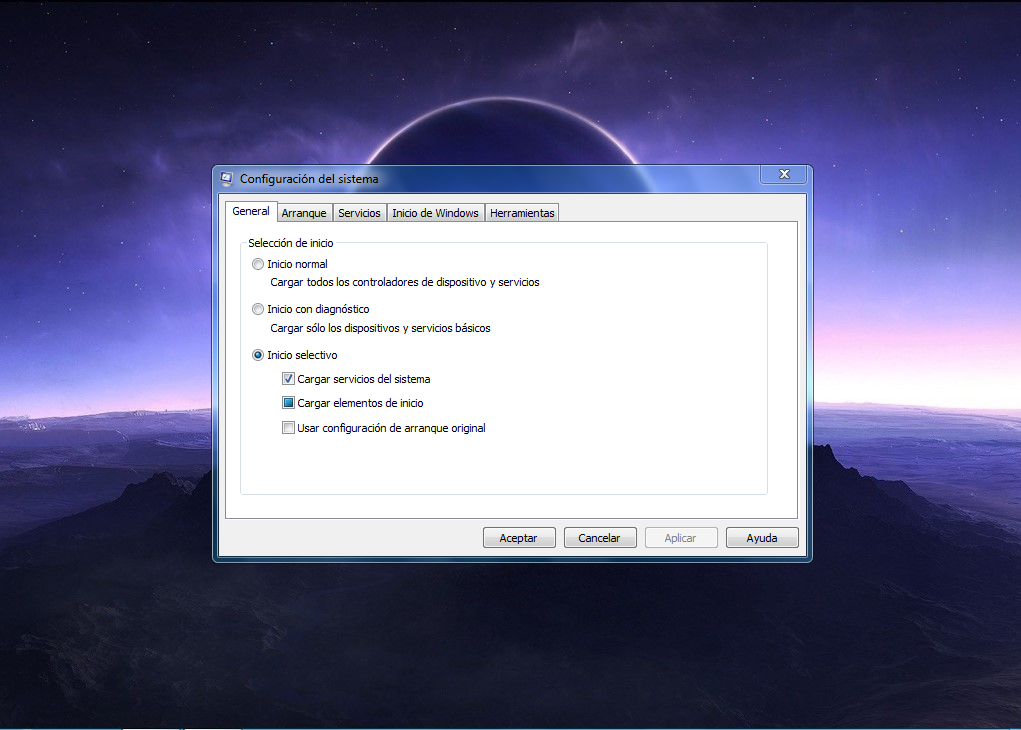 Configuración del sistema
General Arranque Servicios Inicio de Windows Herramientas
Selección de inicio
Inicio normal
Cargar todos los controladores de dispositivo y servicios
Inicio con diagnóstico
Cargar sólo los dispositivos y servicios básicos
Inicio selectivo
Cargar servicios del sistema
Cargar elementos de inicio
Usar configuración de arranque original
Aceptar Cancelar Aplicar Ayuda